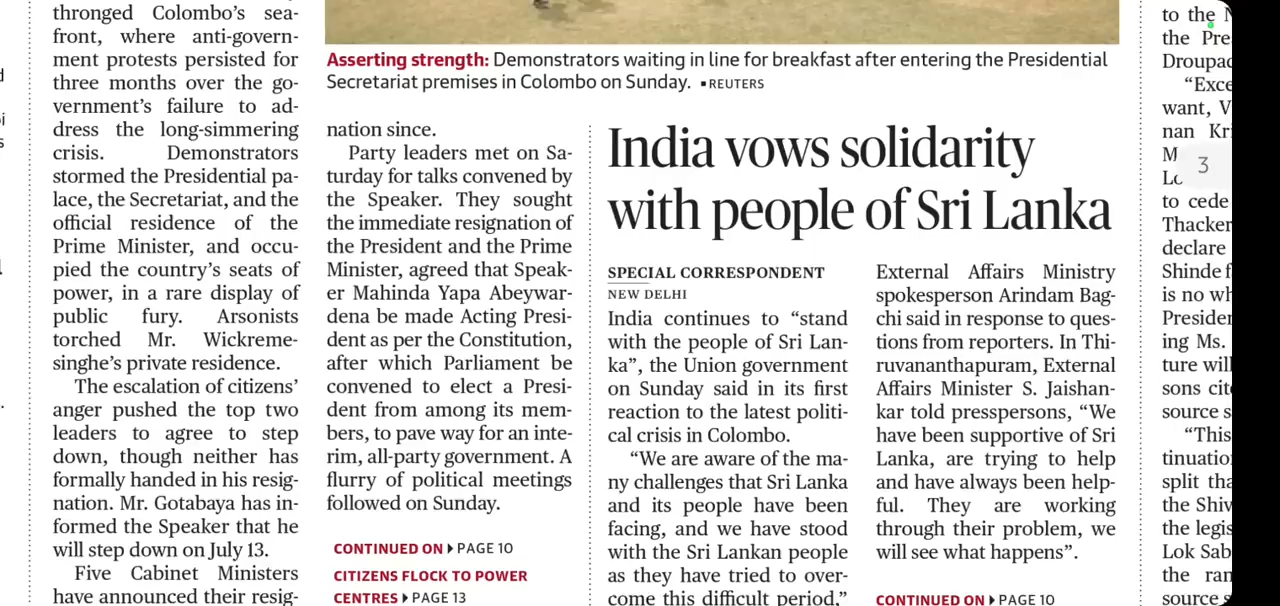 thronged Colombo's sea-
front, where anti-govern-
ment protests persisted for
three months over the go-
vernment's failure to ad-
dress the long-simmering
crisis. Demonstrators
stormed the Presidential pa-
lace, the Secretariat, and the
official residence of the
Prime Minister, and occu-
pied the country's seats of
power, in a rare display of
public fury. Arsonists
torched Mr. Wickreme-
singhe's private residence.
The escalation of citizens'
anger pushed the top two
leaders to agree to step
down, though neither has
formally handed in his resig-
nation. Mr. Gotabaya has in-
formed the Speaker that he
will step down on July 13.
Five Cabinet Ministers
have announced their resig-
Asserting strength: Demonstrators waiting in line for breakfast after entering the Presidential
Secretariat premises in Colombo on Sunday. ▪ REUTERS
nation since.
Party leaders met on Sa-
turday for talks convened by
the Speaker. They sought
the immediate resignation of
the President and the Prime
Minister, agreed that Speak-
er Mahinda Yapa Abeywar-
dena be made Acting Presi-
dent as per the Constitution,
after which Parliament be
convened to elect a Presi-
dent from among its mem-
bers, to pave way for an inte-
rim, all-party government. A
flurry of political meetings
followed on Sunday.
CONTINUED ON ▸ PAGE 10
CITIZENS FLOCK TO POWER
CENTRES ▸ PAGE 13
India vows solidarity
with people of Sri Lanka
SPECIAL CORRESPONDENT
NEW DELHI
India continues to “stand
with the people of Sri Lan-
ka”, the Union government
on Sunday said in its first
reaction to the latest politi-
cal crisis in Colombo.
“We are aware of the ma-
ny challenges that Sri Lanka
and its people have been
facing, and we have stood
with the Sri Lankan people
as they have tried to over-
come this difficult period,”
External Affairs Ministry
spokesperson Arindam Bag-
chi said in response to ques-
tions from reporters. In Thi-
ruvananthapuram, External
Affairs Minister S. Jaishan-
kar told presspersons, “We
have been supportive of Sri
Lanka, are trying to help
and have always been help-
ful. They are working
through their problem, we
will see what happens”.
CONTINUED ON ▸ PAGE 10
to the
the
“
want,
to cede
declare
is no
ing Ms.
source
“This
split
the
the
Lok
the
source
3